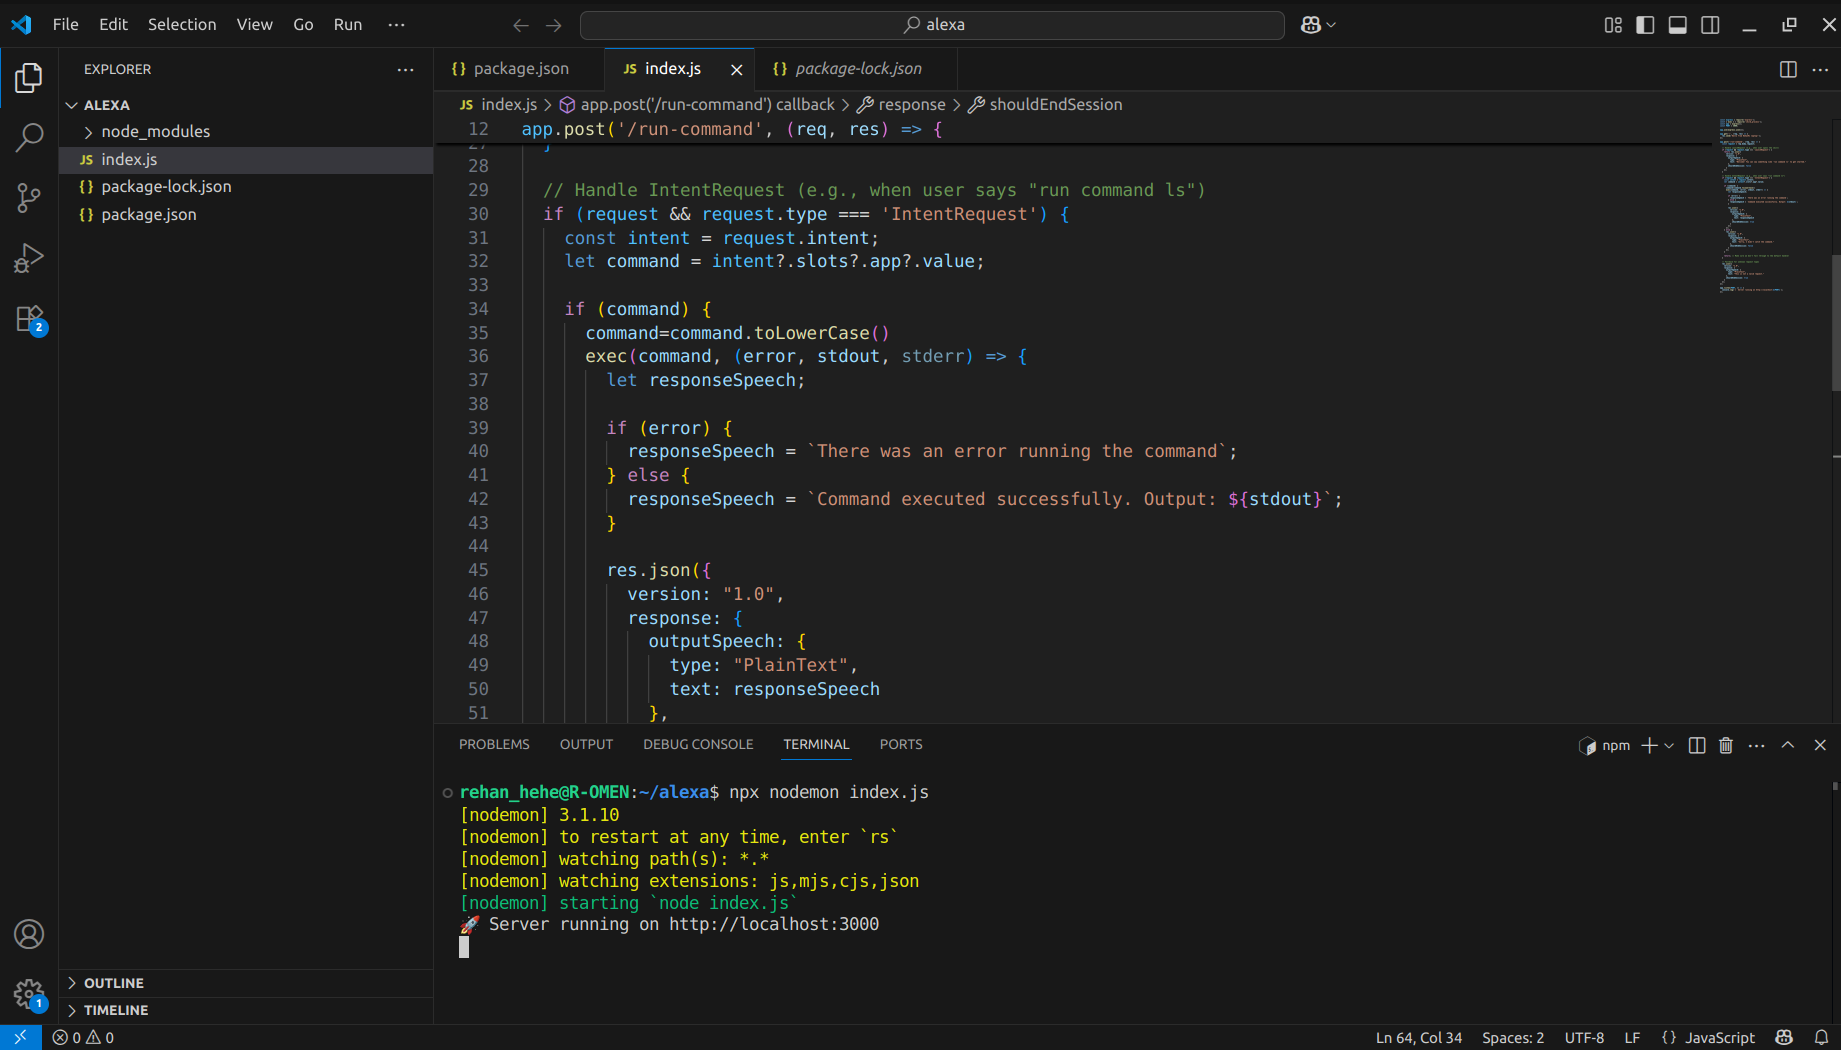 File Edit Selection View Go Run ···
alexa
EXPLORER
ALEXA
node_modules
JS index.js
{} package-lock.json
{} package.json
2
1
OUTLINE
TIMELINE
{} package.json
JS index.js
{} package-lock.json
JS index.js > app.post('/run-command') callback > response > shouldEndSession
12 app.post('/run-command', (req, res) => {
27 }
28
29 // Handle IntentRequest (e.g., when user says "run command ls")
30 if (request && request.type === 'IntentRequest') {
31 const intent = request.intent;
32 let command = intent?.slots?.app?.value;
33
34 if (command) {
35 command=command.toLowerCase()
36 exec(command, (error, stdout, stderr) => {
37 let responseSpeech;
38
39 if (error) {
40 responseSpeech = `There was an error running the command`;
41 } else {
42 responseSpeech = `Command executed successfully. Output: ${stdout}`;
43 }
44
45 res.json({
46 version: "1.0",
47 response: {
48 outputSpeech: {
49 type: "PlainText",
50 text: responseSpeech
51 },
PROBLEMS OUTPUT DEBUG CONSOLE TERMINAL PORTS
npm
rehan_hehe@R-OMEN:~/alexa$ npx nodemon index.js
[nodemon] 3.1.10
[nodemon] to restart at any time, enter `rs`
[nodemon] watching path(s): *.*
[nodemon] watching extensions: js,mjs,cjs,json
[nodemon] starting `node index.js`
🚀 Server running on http://localhost:3000
0 0
Ln 64, Col 34 Spaces: 2 UTF-8 LF {} JavaScript